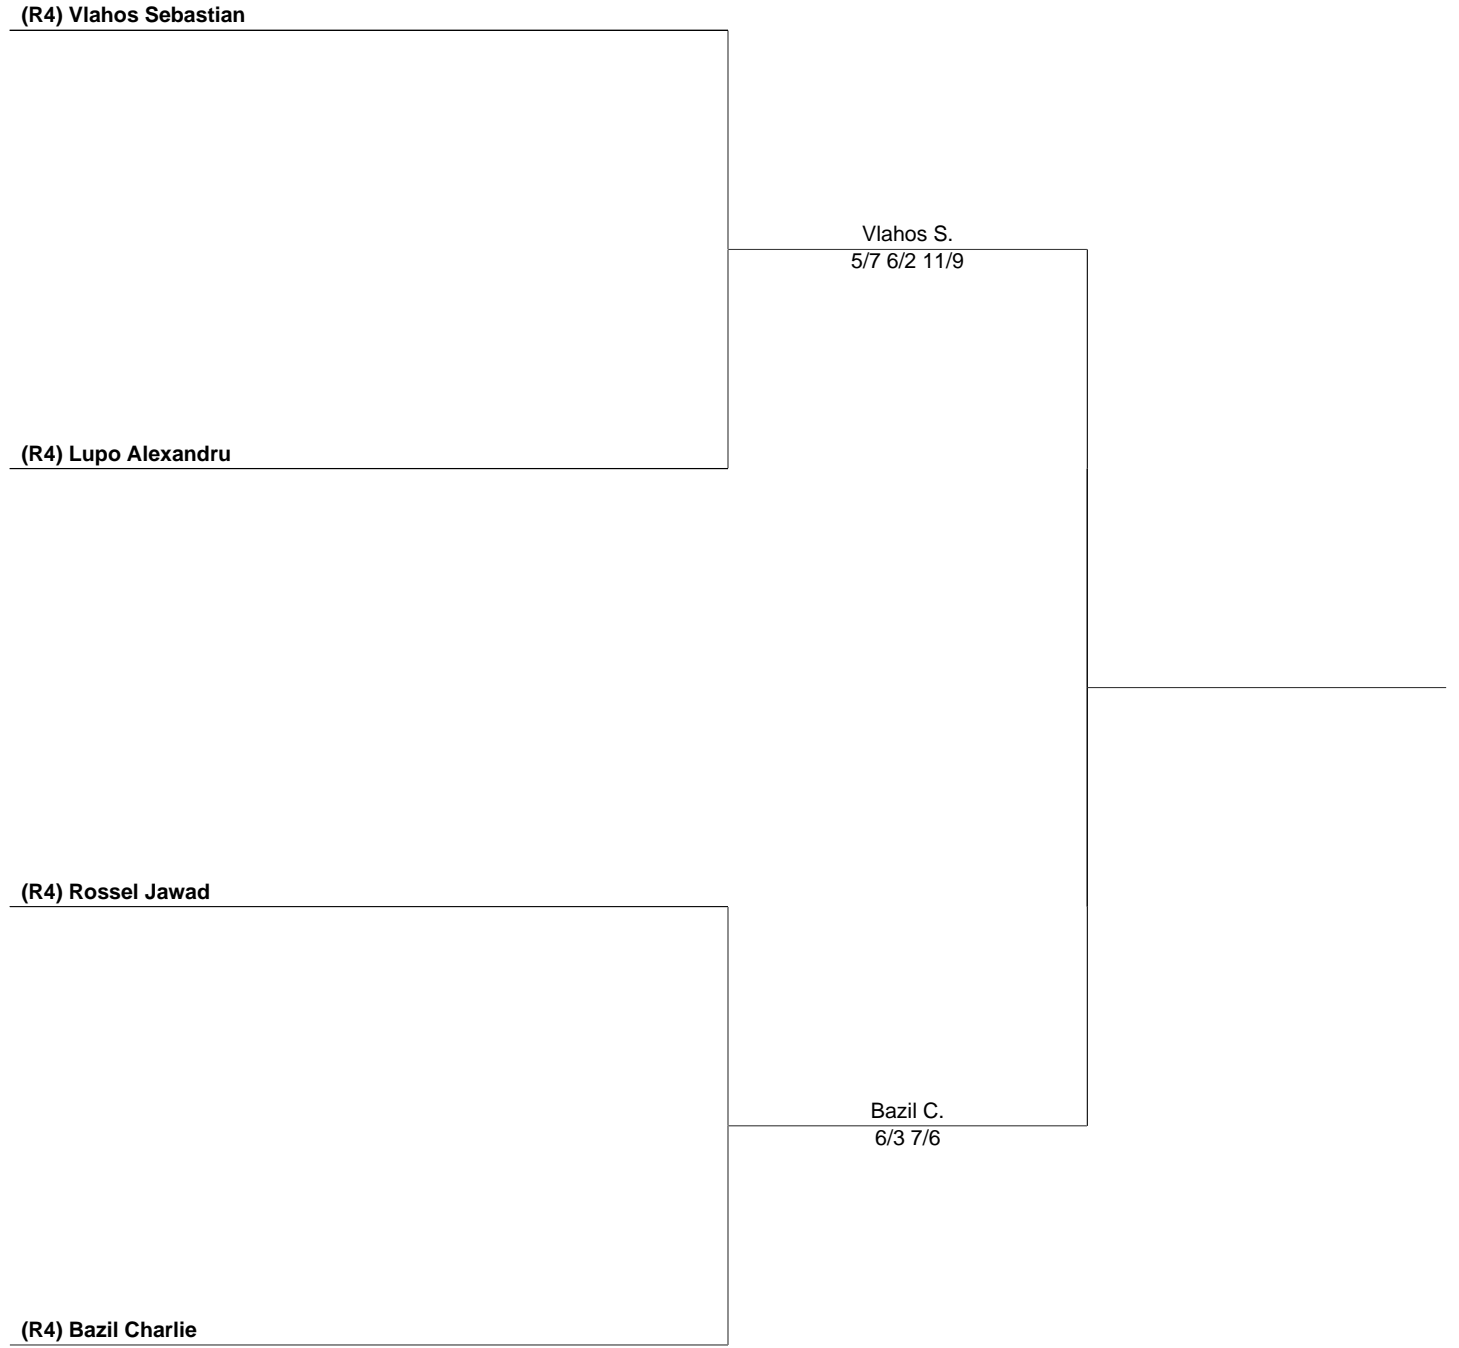 (R4) Vlahos Sebastian
Vlahos S.
5/7 6/2 11/9
(R4) Lupo Alexandru
(R4) Rossel Jawad
Bazil C.
6/3 7/6
(R4) Bazil Charlie